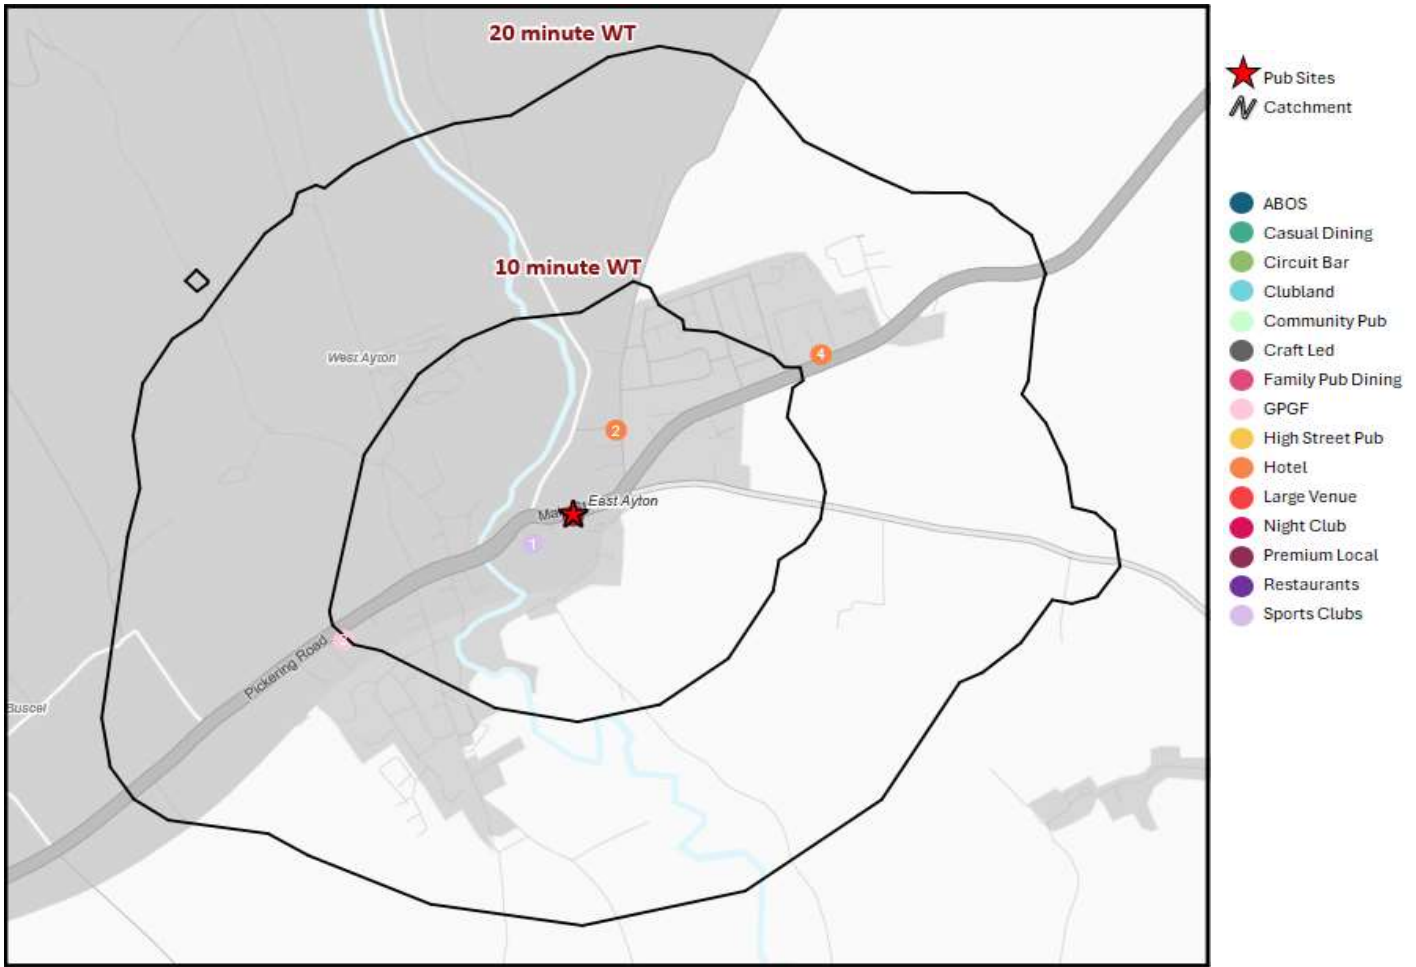 20 minute WT
10 minute WT
West Ayton
4
2
East Ayton
1
Pickering Road
Buscel
Pub Sites
Catchment
ABOS
Casual Dining
Circuit Bar
Clubland
Community Pub
Craft Led
Family Pub Dining
GPGF
High Street Pub
Hotel
Large Venue
Night Club
Premium Local
Restaurants
Sports Clubs